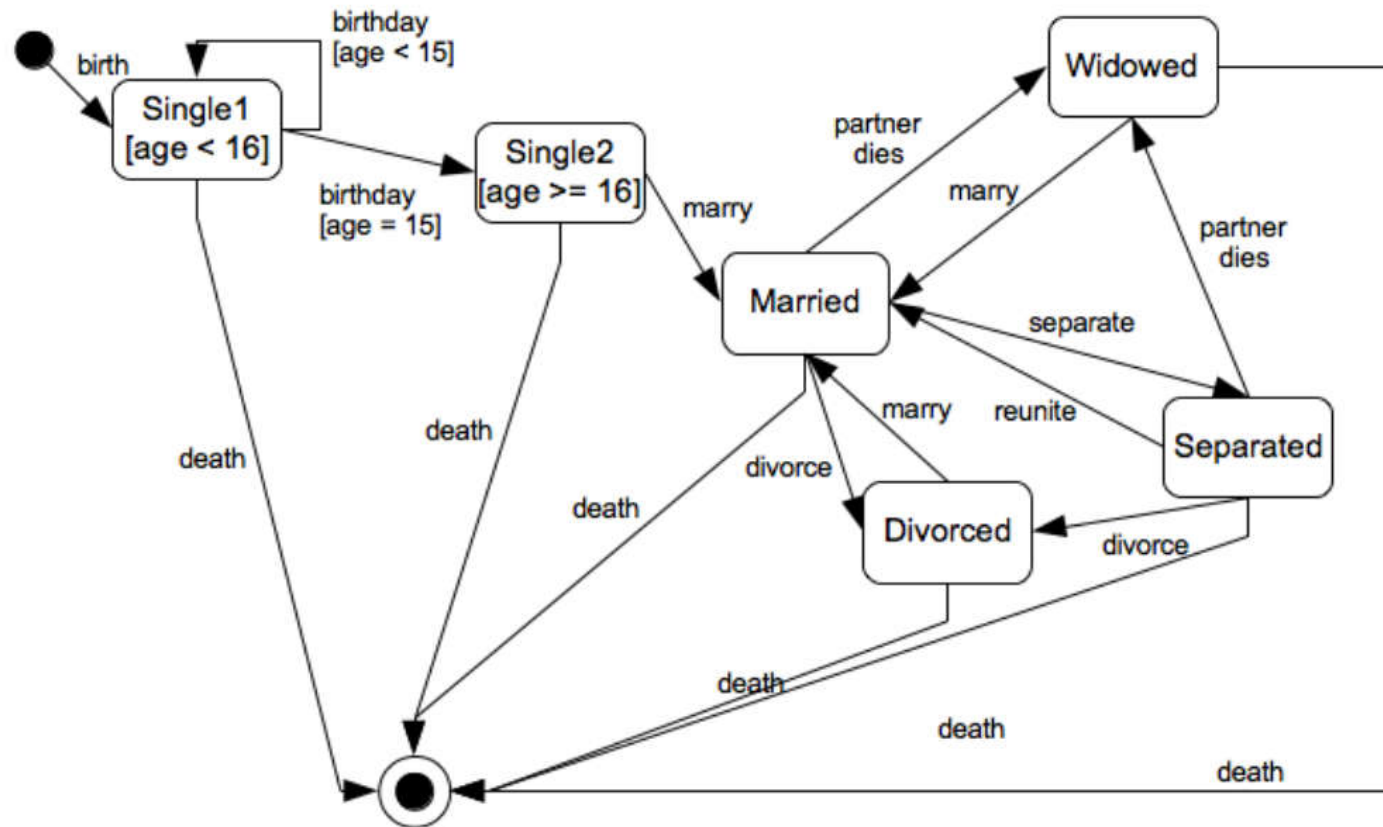 birthday
[age < 15]
birth
Single1
[age < 16]
Widowed
partner
dies
Single2
[age >= 16]
birthday
[age = 15]
marry
marry
partner
dies
Married
separate
reunite
marry
Separated
death
death
divorce
death
Divorced
divorce
death
death
death